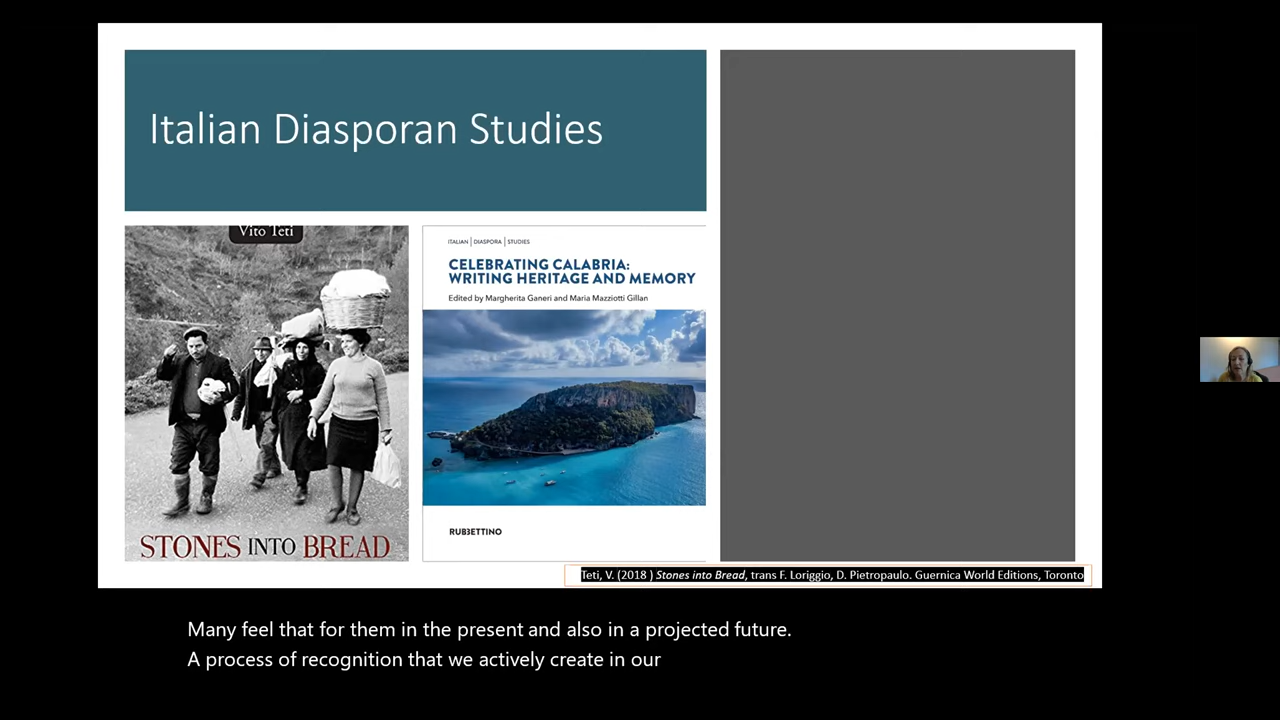 Italian Diasporan Studies
Vito Teti
STONES INTO BREAD
ITALIAN | DIASPORA | STUDIES
CELEBRATING CALABRIA:
WRITING HERITAGE AND MEMORY
Edited by Margherita Ganeri and Maria Mazziotti Gillan
RUBBETTINO
Teti, V. (2018 ) Stones into Bread, trans F. Loriggio, D. Pietropaulo. Guernica World Editions, Toronto
Many feel that for them in the present and also in a projected future.
A process of recognition that we actively create in our